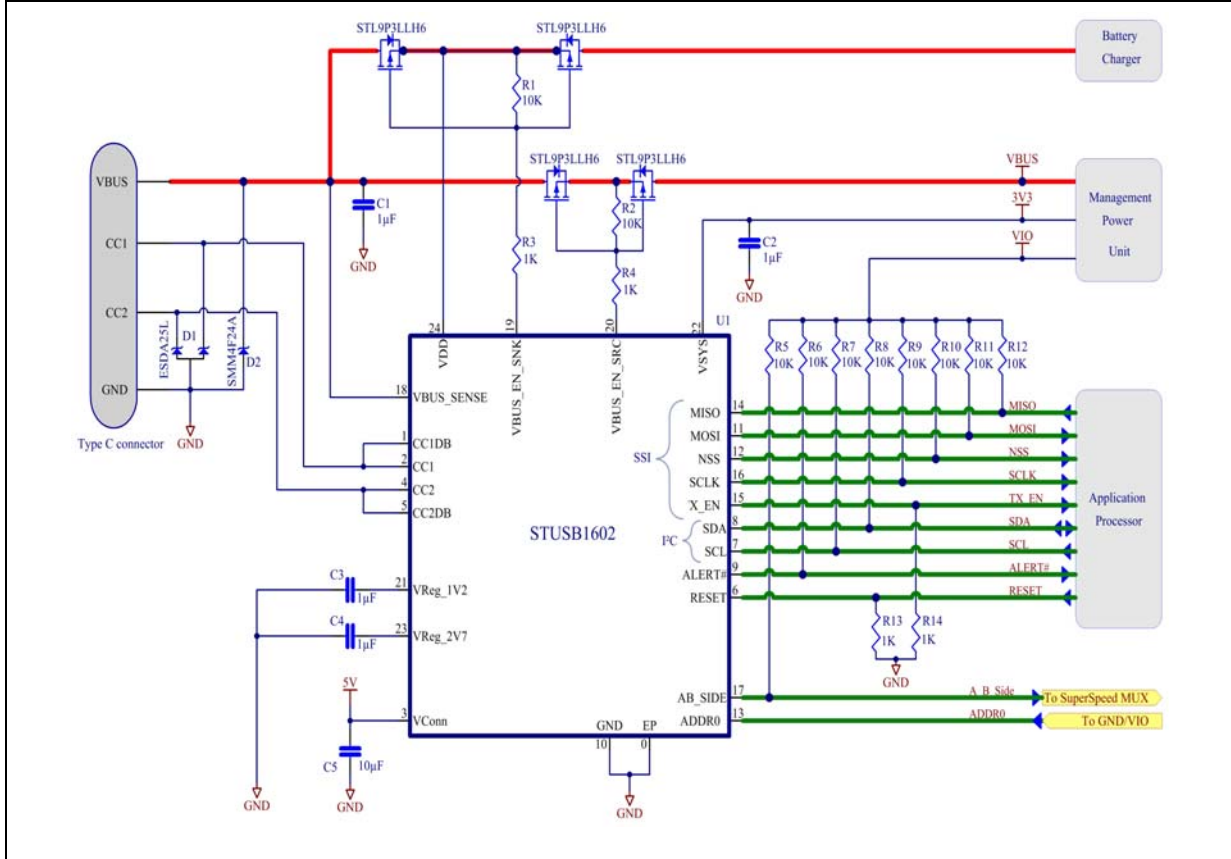 STL9P3LLH6
STL9P3LLH6
Battery
Charger
R1
10K
VBUS
STL9P3LLH6
STL9P3LLH6
VBUS
C1
1µF
GND
R2
10K
3V3
Management
Power
Unit
CC1
R3
1K
R4
1K
C2
1µF
GND
VIO
CC2
ESDA25L
D1
SMM4F24A
D2
GND
GND
Type C connector
U1
24
VDD
19
VBUS_EN_SNK
20
VBUS_EN_SRC
22
VSYS
R5
10K
R6
10K
R7
10K
R8
10K
R9
10K
R10
10K
R11
10K
R12
10K
18
VBUS_SENSE
1
CC1DB
2
CC1
4
CC2
5
CC2DB
SSI
MISO
14
MISO
MOSI
11
MOSI
NSS
12
NSS
SCLK
16
SCLK
TX_EN
15
TX_EN
I²C
SDA
8
SDA
SCL
7
SCL
ALERT#
9
ALERT#
RESET
6
RESET
Application
Processor
STUSB1602
C3
1µF
21
VReg_1V2
C4
1µF
23
VReg_2V7
R13
1K
R14
1K
GND
5V
3
VConn
C5
10µF
GND
GND
AB_SIDE
17
A_B_Side
To SuperSpeed MUX
ADDR0
13
ADDR0
To GND/VIO
GND
10
EP
0
GND